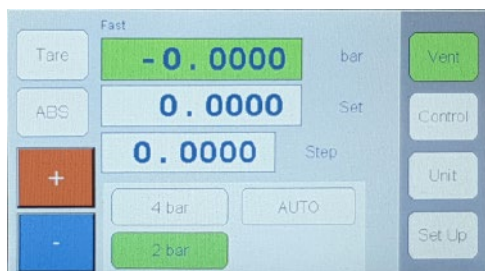 Fast
Tare -0.0000 bar Vent
ABS 0.0000 Set Control
0.0000 Step
+ Unit
4 bar AUTO
- 2 bar Set Up